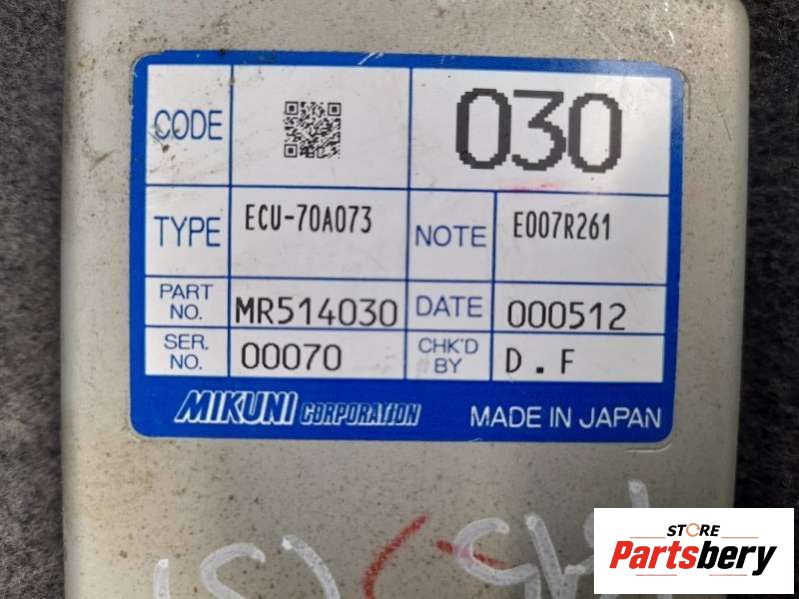 CODE 030
TYPE ECU-70A073 NOTE E007R261
PART NO. MR514030 DATE 000512
SER. NO. 00070 CHK'D BY D.F
MIKUNI CORPORATION MADE IN JAPAN
STORE
Partsbery